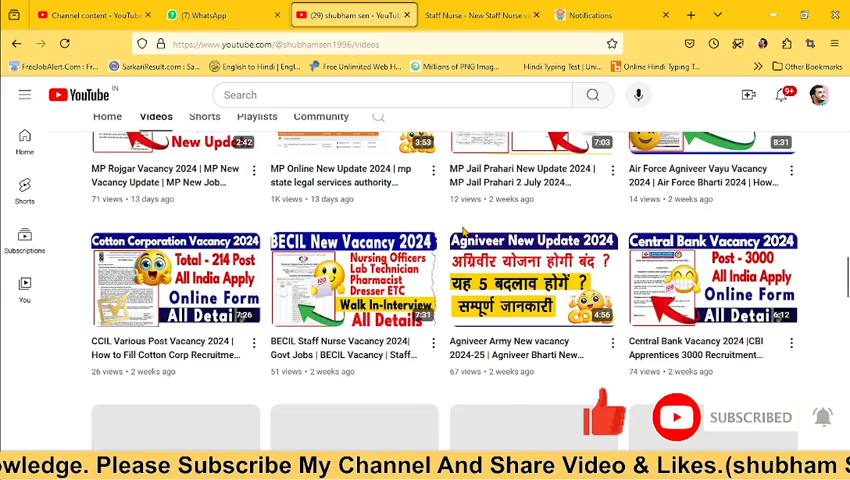 Channel content - YouTube
(7) WhatsApp
(29) shubham sen - YouTube
Staff Nurse - New Staff Nurse va
Notifications
https://www.youtube.com/@shubhamsen1996/videos
FreeJobAlert.Com : Fr...
SarkariResult.com : Sa...
English to Hindi | Engl...
Free Unlimited Web H...
Millions of PNG Imag...
Hindi Typing Test | Uni...
Online Hindi Typing T...
Other Bookmarks
YouTube IN
Search
9+
Home Videos Shorts Playlists Community
Home
Shorts
Subscriptions
You
New Upd
2:42
3:53
7:03
8:31
MP Rojgar Vacancy 2024 | MP New
Vacancy Update | MP New Job...
71 views • 13 days ago
MP Online New Update 2024 | mp
state legal services authority...
1K views • 13 days ago
MP Jail Prahari New Update 2024 |
MP Jail Prahari 2 July 2024...
12 views • 2 weeks ago
Air Force Agniveer Vayu Vacancy
2024 | Air Force Bharti 2024 | How...
14 views • 2 weeks ago
Cotton Corporation Vacancy 2024
Total - 214 Post
All India Apply
Online Form
All Detai
7:26
BECIL New Vacancy 2024
Nursing Officers
Lab Technician
Pharmacist
Dresser ETC
Walk In-Interview
All Details
7:31
Agniveer New Update 2024
अग्निवीर योजना होगी बंद ?
यह 5 बदलाव होगें ?
सम्पूर्ण जानकारी
4:56
Central Bank Vacancy 2024
Post - 3000
All India Apply
Online Form
All Detai
6:12
CCIL Various Post Vacancy 2024 |
How to Fill Cotton Corp Recruitme...
26 views • 2 weeks ago
BECIL Staff Nurse Vacancy 2024|
Govt Jobs | BECIL Vacancy | Staff...
51 views • 2 weeks ago
Agniveer Army New vacancy
2024-25 | Agniveer Bharti New...
67 views • 2 weeks ago
Central Bank Vacancy 2024 |CBI
Apprentices 3000 Recruitment...
74 views • 2 weeks ago
SUBSCRIBED
owledge. Please Subscribe My Channel And Share Video & Likes.(shubham S